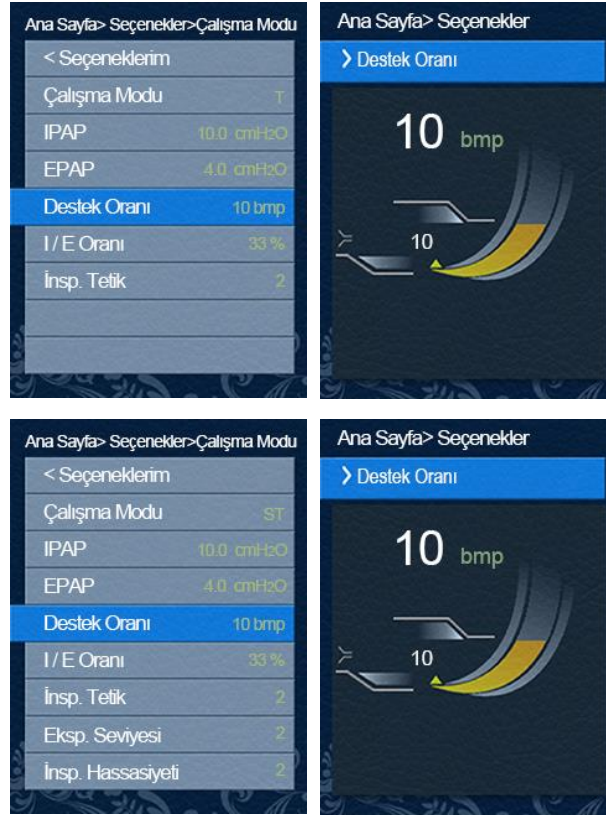 Ana Sayfa> Seçenekler>Çalışma Modu
< Seçeneklerim
Çalışma Modu T
IPAP 10.0 cmH2O
EPAP 4.0 cmH2O
Destek Oranı 10 bmp
I / E Oranı 33 %
İnsp. Tetik 2
Ana Sayfa> Seçenekler
> Destek Oranı
10 bmp
10
Ana Sayfa> Seçenekler>Çalışma Modu
< Seçeneklerim
Çalışma Modu ST
IPAP 10.0 cmH2O
EPAP 4.0 cmH2O
Destek Oranı 10 bmp
I / E Oranı 33 %
İnsp. Tetik 2
Eksp. Seviyesi 2
İnsp. Hassasiyeti 2
Ana Sayfa> Seçenekler
> Destek Oranı
10 bmp
10